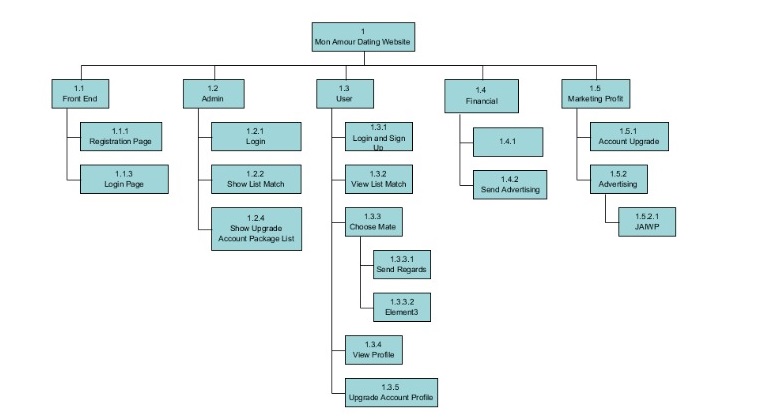 1
Mon Amour Dating Website
1.1
Front End
1.2
Admin
1.3
User
1.4
Financial
1.5
Marketing Profit
1.1.1
Registration Page
1.1.3
Login Page
1.2.1
Login
1.2.2
Show List Match
1.2.4
Show Upgrade
Account Package List
1.3.1
Login and Sign
Up
1.3.2
View List Match
1.3.3
Choose Mate
1.3.3.1
Send Regards
1.3.3.2
Element3
1.3.4
View Profile
1.3.5
Upgrade Account Profile
1.4.1
1.4.2
Send Advertising
1.5.1
Account Upgrade
1.5.2
Advertising
1.5.2.1
JAIWP